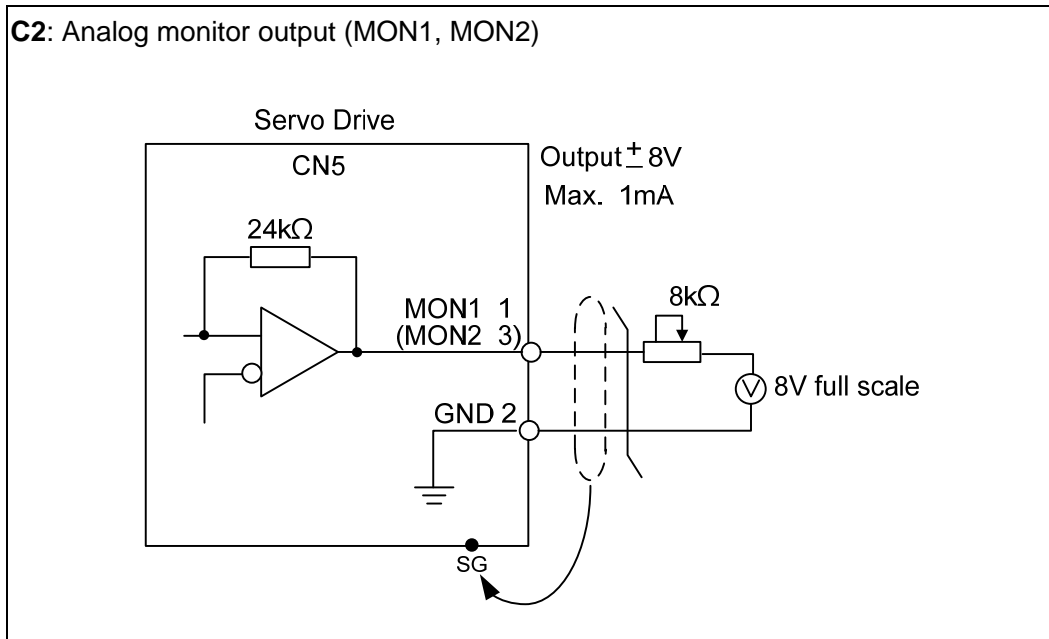 C2: Analog monitor output (MON1, MON2)
Servo Drive
CN5
Output ± 8V
Max. 1mA
24kΩ
8kΩ
MON1 1
(MON2 3)
V
8V full scale
GND 2
SG